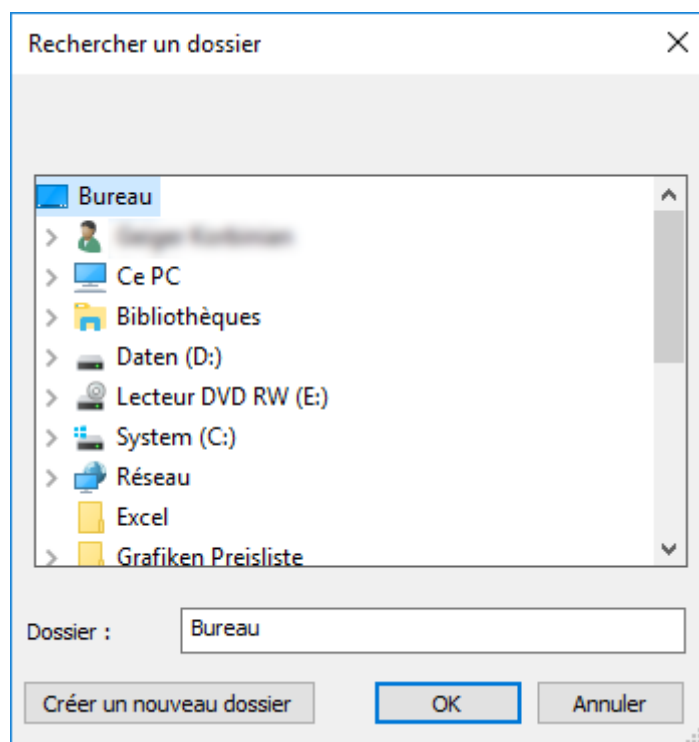 Rechercher un dossier
Bureau
Ce PC
Bibliothèques
Daten (D:)
Lecteur DVD RW (E:)
System (C:)
Réseau
Excel
Grafiken Preisliste
Dossier :
Bureau
Créer un nouveau dossier
OK
Annuler